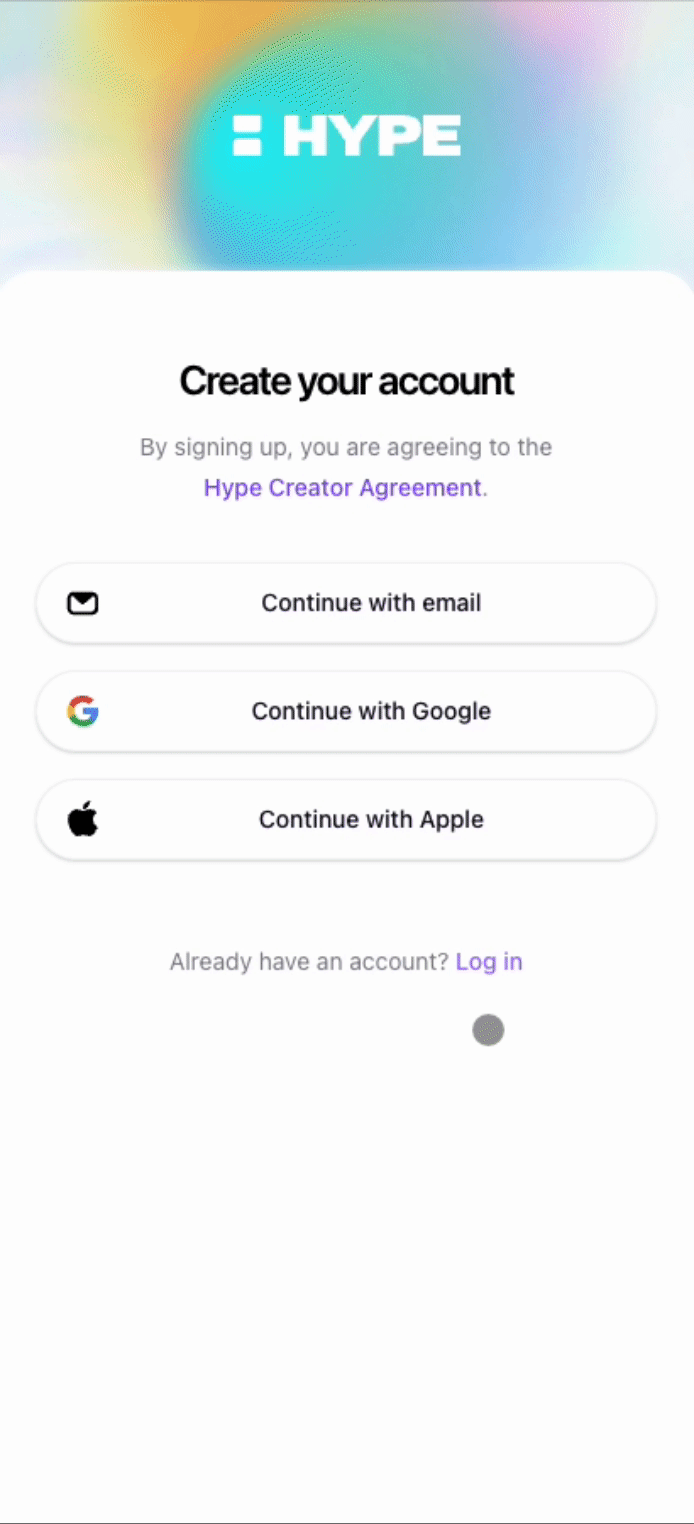 HYPE
Create your account
By signing up, you are agreeing to the
Hype Creator Agreement.
Continue with email
Continue with Google
Continue with Apple
Already have an account? Log in